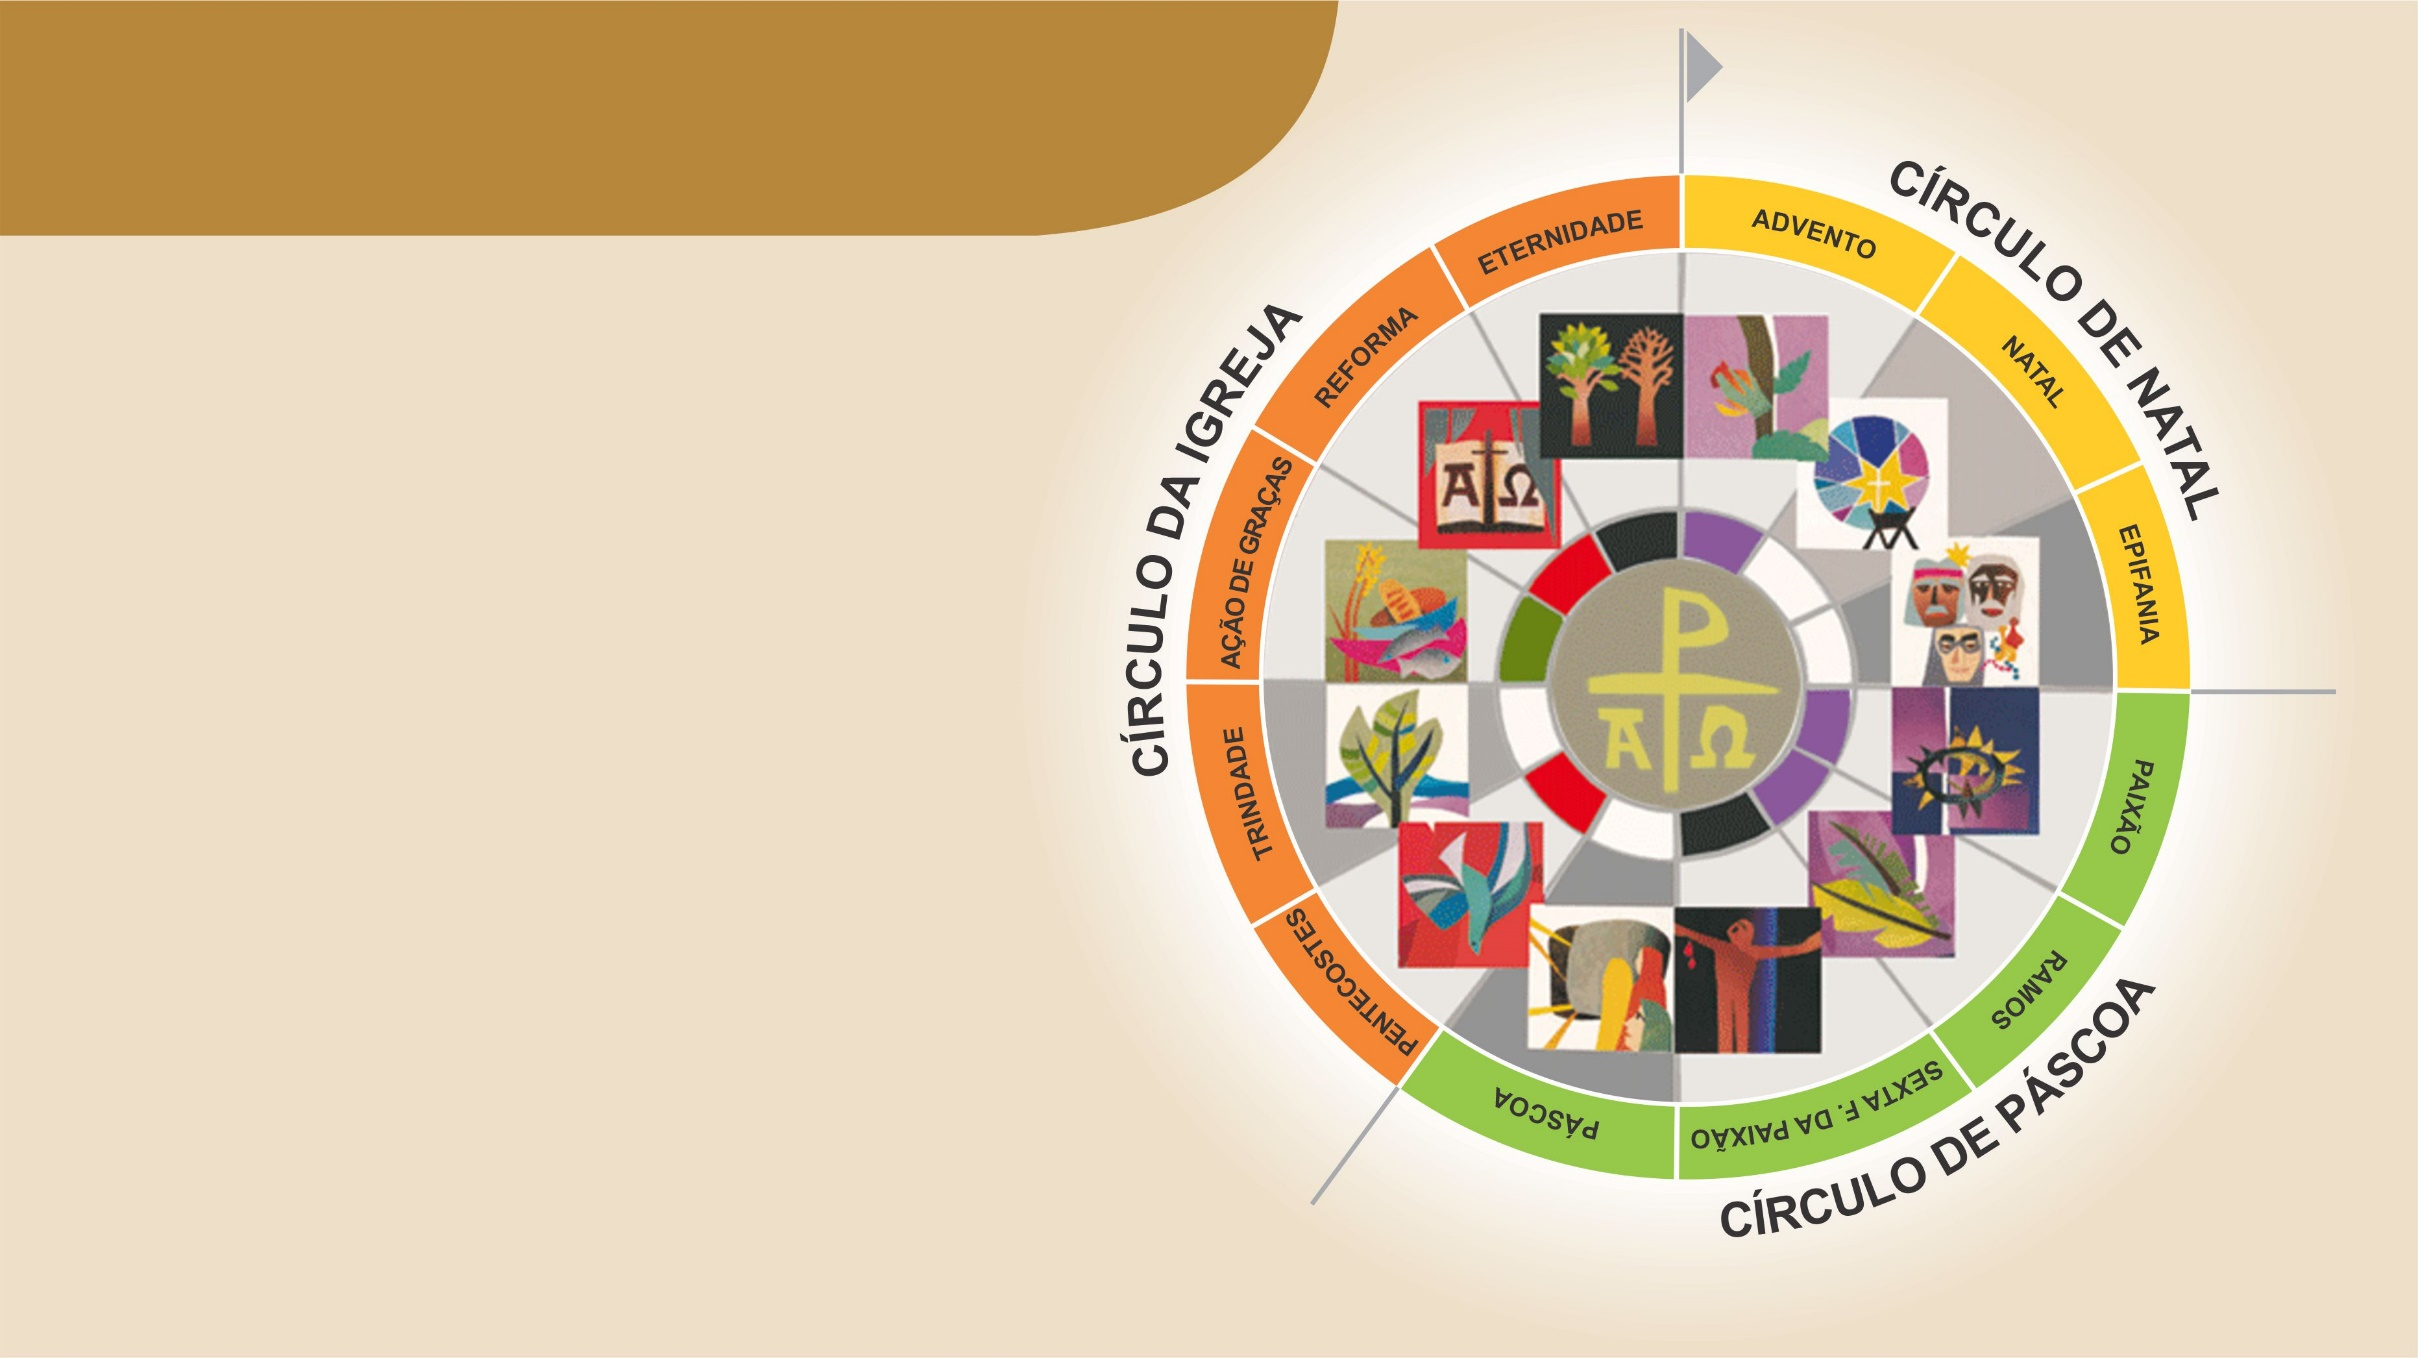 CÍRCULO DE NATAL
ADVENTO
NATAL
EPIFANIA
CÍRCULO DE PÁSCOA
PAIXÃO
RAMOS
SEXTA F. DA PAIXÃO
PÁSCOA
CÍRCULO DA IGREJA
PENTECOSTES
TRINDADE
AÇÃO DE GRAÇAS
REFORMA
ETERNIDADE
Α Ω
P
Α Ω